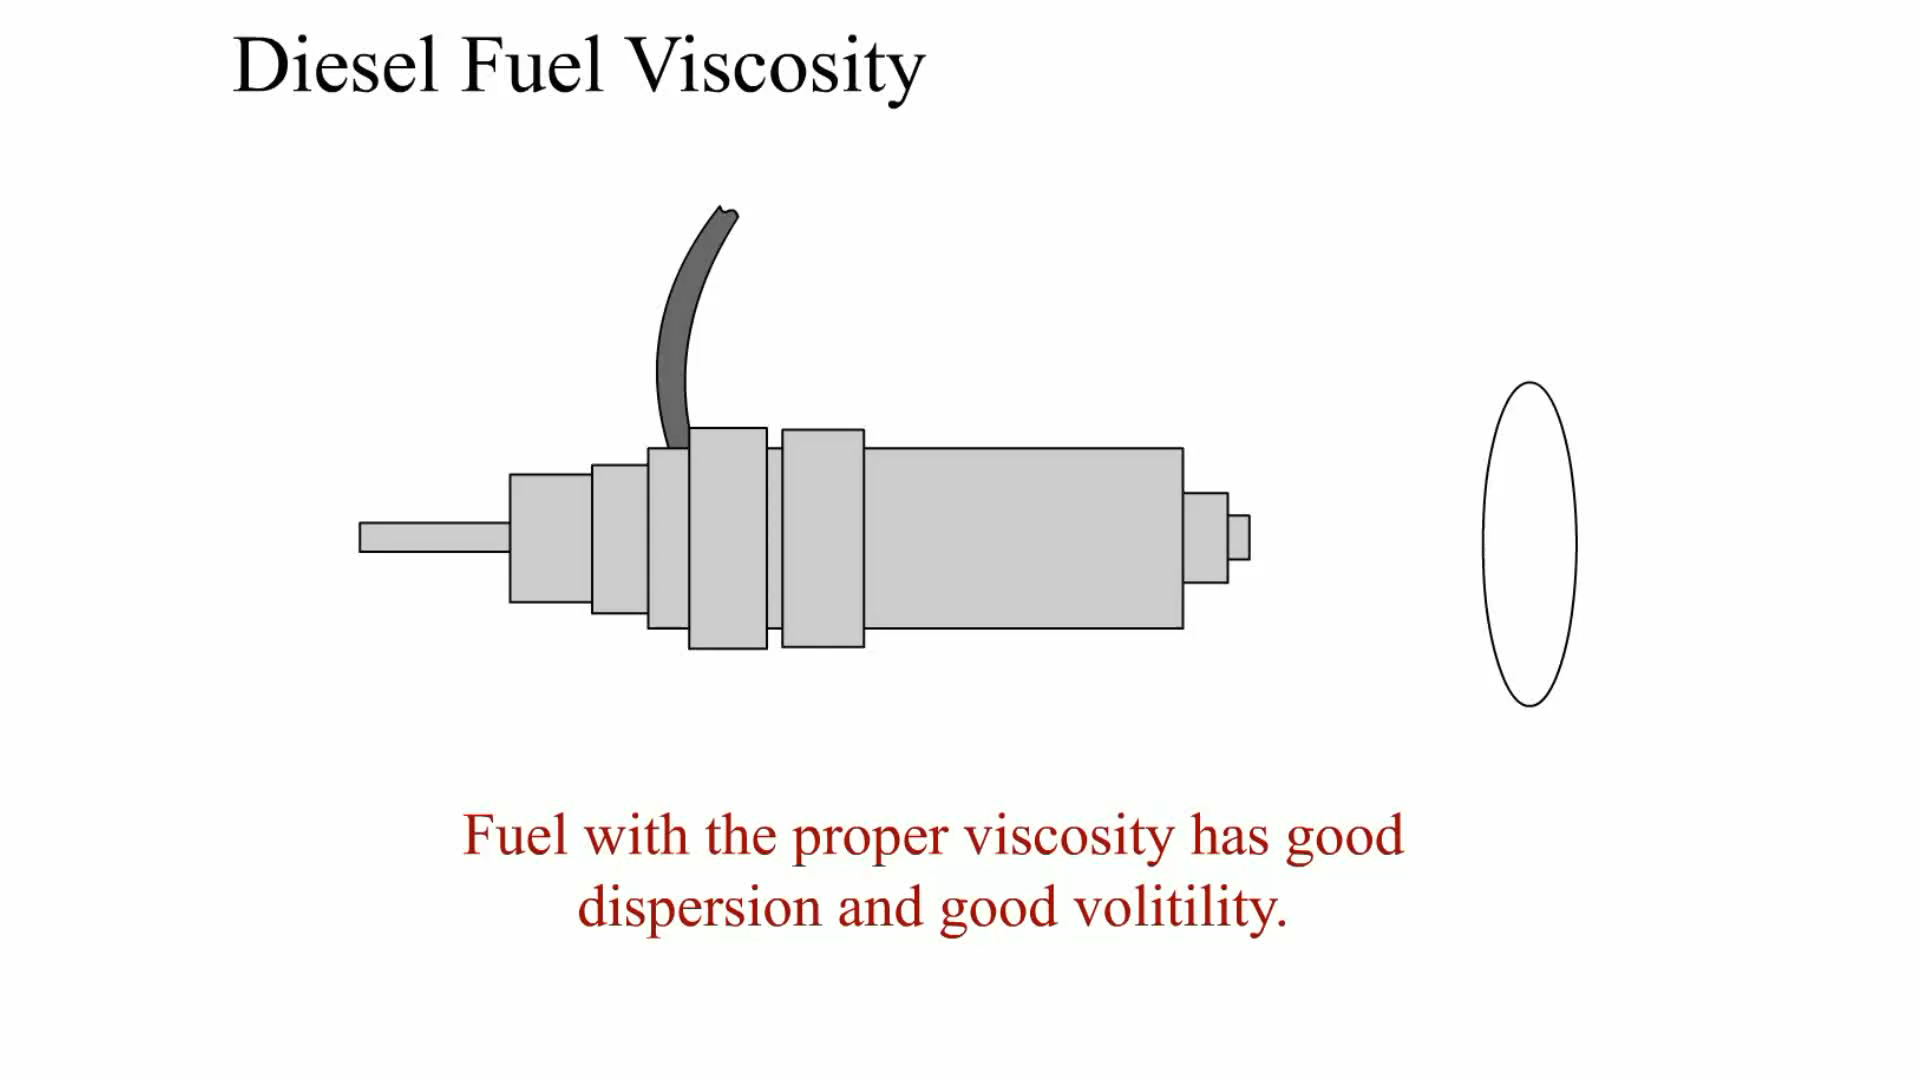 Diesel Fuel Viscosity
Fuel with the proper viscosity has good
dispersion and good volitility.